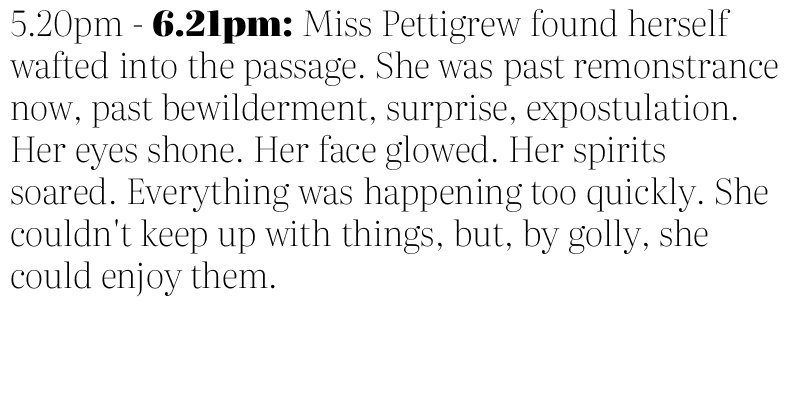 5.20pm - 6.21pm: Miss Pettigrew found herself
wafted into the passage. She was past remonstrance
now, past bewilderment, surprise, expostulation.
Her eyes shone. Her face glowed. Her spirits
soared. Everything was happening too quickly. She
couldn't keep up with things, but, by golly, she
could enjoy them.